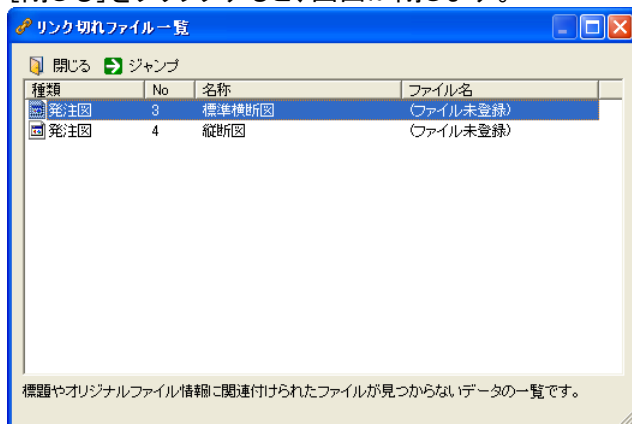 [閉じる]をクリックすると、画面が閉じます。
リンク切れファイル一覧
閉じる ジャンプ
種類 No 名称 ファイル名
発注図 3 標準横断図 (ファイル未登録)
発注図 4 縦断図 (ファイル未登録)
標題やオリジナルファイル情報に関連付けられたファイルが見つからないデータの一覧です。